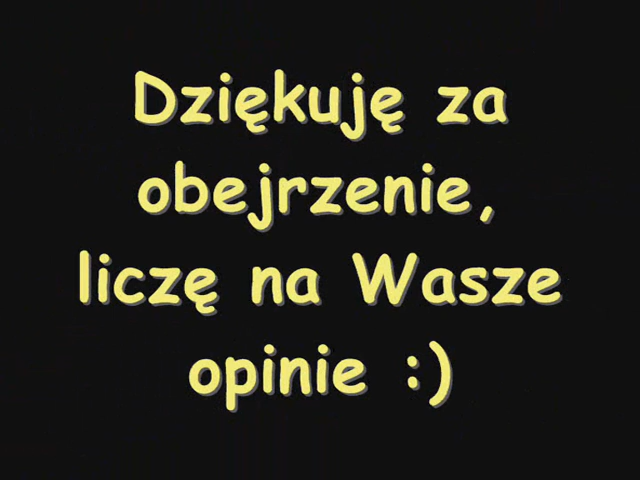 Dziękuję za
obejrzenie,
liczę na Wasze
opinie :)